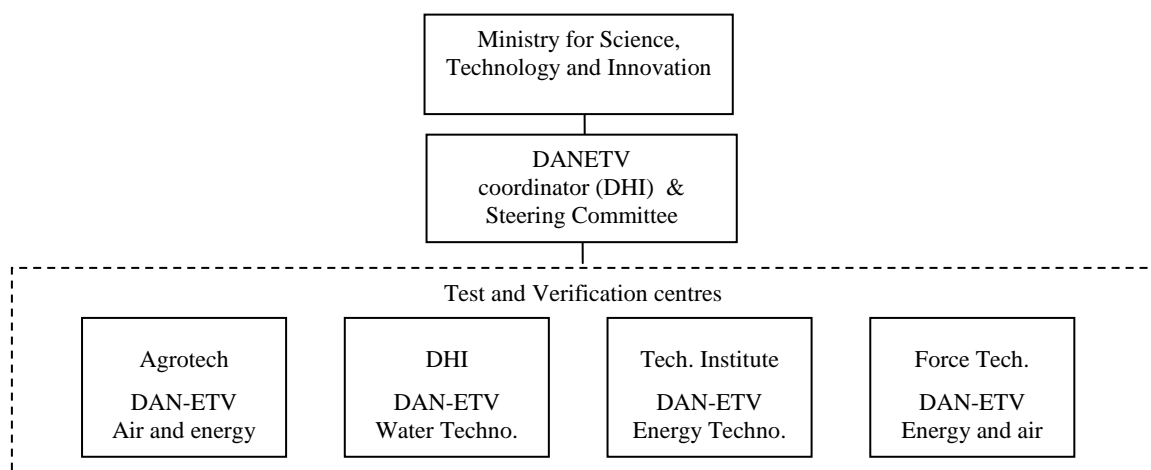 Ministry for Science,
Technology and Innovation
DANETV
coordinator (DHI) &
Steering Committee
Test and Verification centres
Agrotech
DAN-ETV
Air and energy
DHI
DAN-ETV
Water Techno.
Tech. Institute
DAN-ETV
Energy Techno.
Force Tech.
DAN-ETV
Energy and air